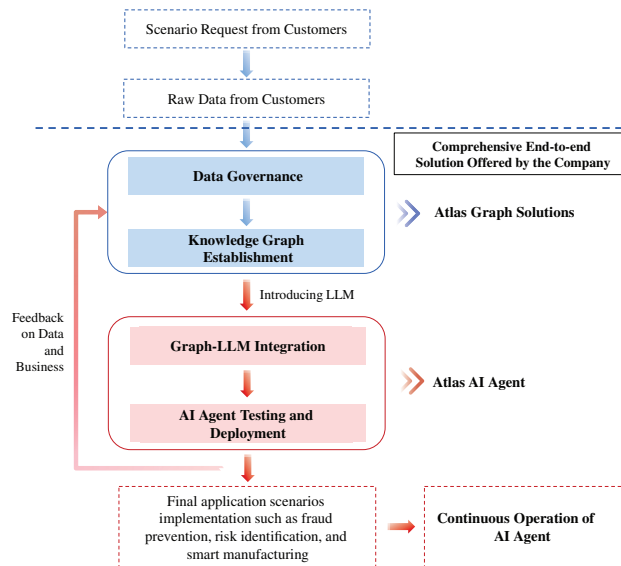 Scenario Request from Customers
Raw Data from Customers
Comprehensive End-to-end
Solution Offered by the Company
Data Governance
Atlas Graph Solutions
Knowledge Graph
Establishment
Introducing LLM
Feedback
on Data
and
Business
Graph-LLM Integration
Atlas AI Agent
AI Agent Testing and
Deployment
Final application scenarios
implementation such as fraud
prevention, risk identification, and
smart manufacturing
Continuous Operation of
AI Agent